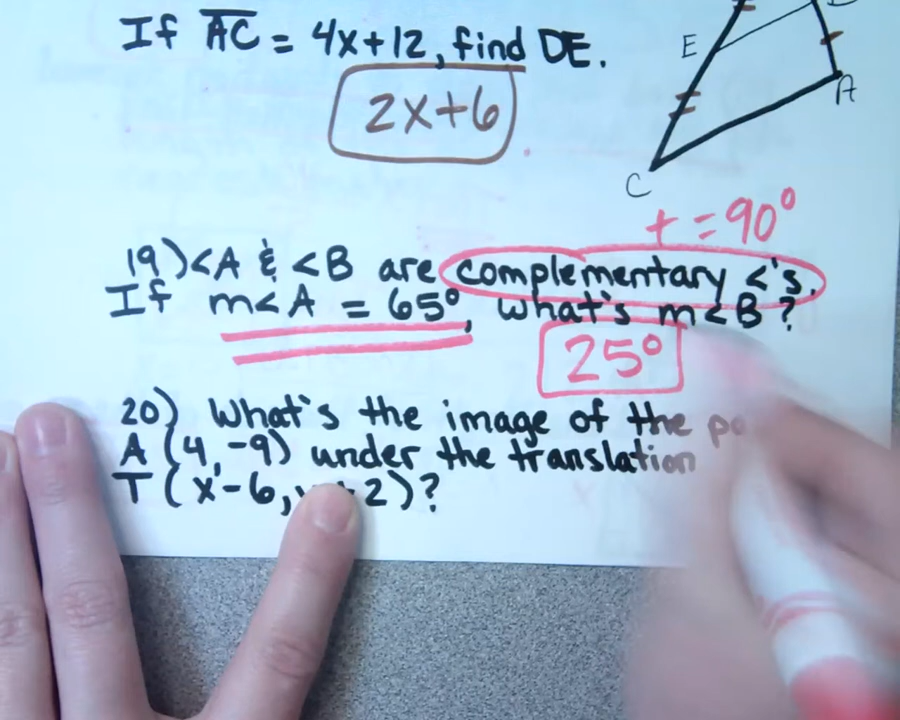 If AC = 4x+12, find DE.
2x+6
E
A
C
+ = 90°
19) <A & <B are complementary <'s.
If m<A = 65°, what's m<B?
25°
20) What's the image of the
A (4,-9) under the translation
T (x-6, 2)?